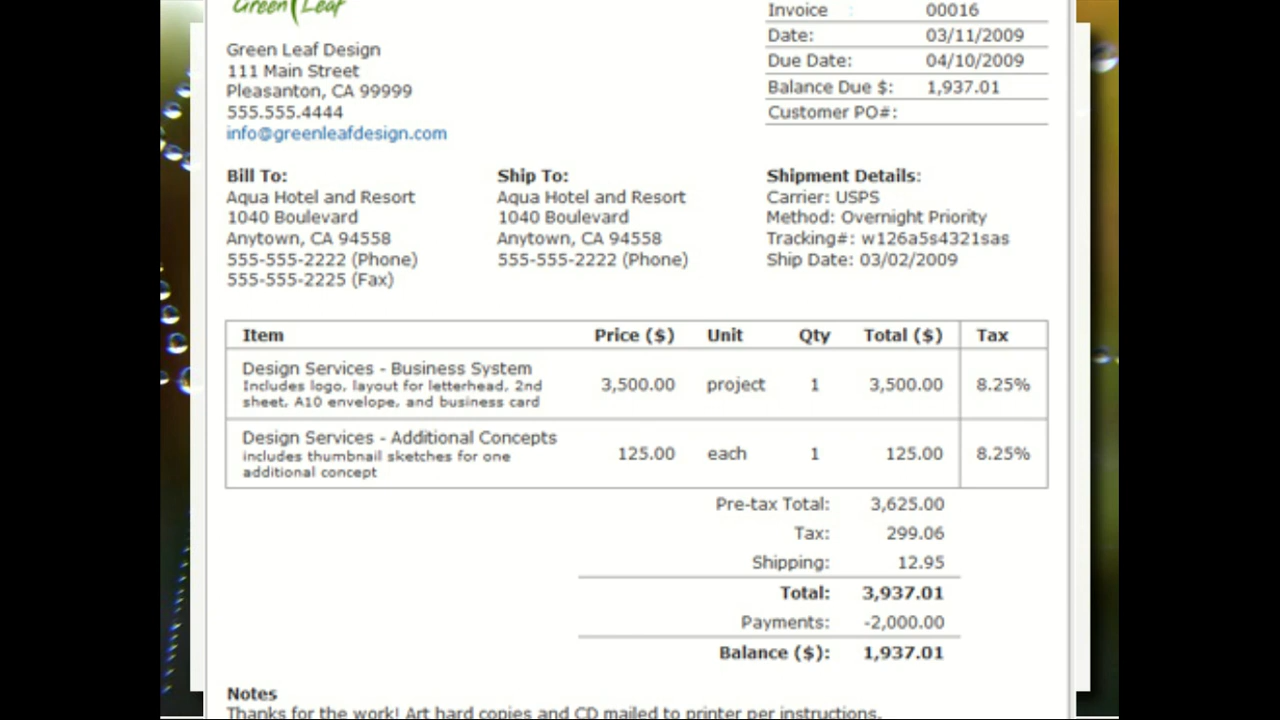 Green Leaf
Invoice 00016
Date: 03/11/2009
Due Date: 04/10/2009
Balance Due $: 1,937.01
Customer PO#:
Green Leaf Design
111 Main Street
Pleasanton, CA 99999
555.555.4444
info@greenleafdesign.com
Bill To:
Aqua Hotel and Resort
1040 Boulevard
Anytown, CA 94558
555-555-2222 (Phone)
555-555-2225 (Fax)
Ship To:
Aqua Hotel and Resort
1040 Boulevard
Anytown, CA 94558
555-555-2222 (Phone)
Shipment Details:
Carrier: USPS
Method: Overnight Priority
Tracking#: w126a5s4321sas
Ship Date: 03/02/2009
Item Price ($) Unit Qty Total ($) Tax
Design Services - Business System
Includes logo, layout for letterhead, 2nd
sheet, A10 envelope, and business card
3,500.00 project 1 3,500.00 8.25%
Design Services - Additional Concepts
includes thumbnail sketches for one
additional concept
125.00 each 1 125.00 8.25%
Pre-tax Total: 3,625.00
Tax: 299.06
Shipping: 12.95
Total: 3,937.01
Payments: -2,000.00
Balance ($): 1,937.01
Notes
Thanks for the work! Art hard copies and CD mailed to printer per instructions.